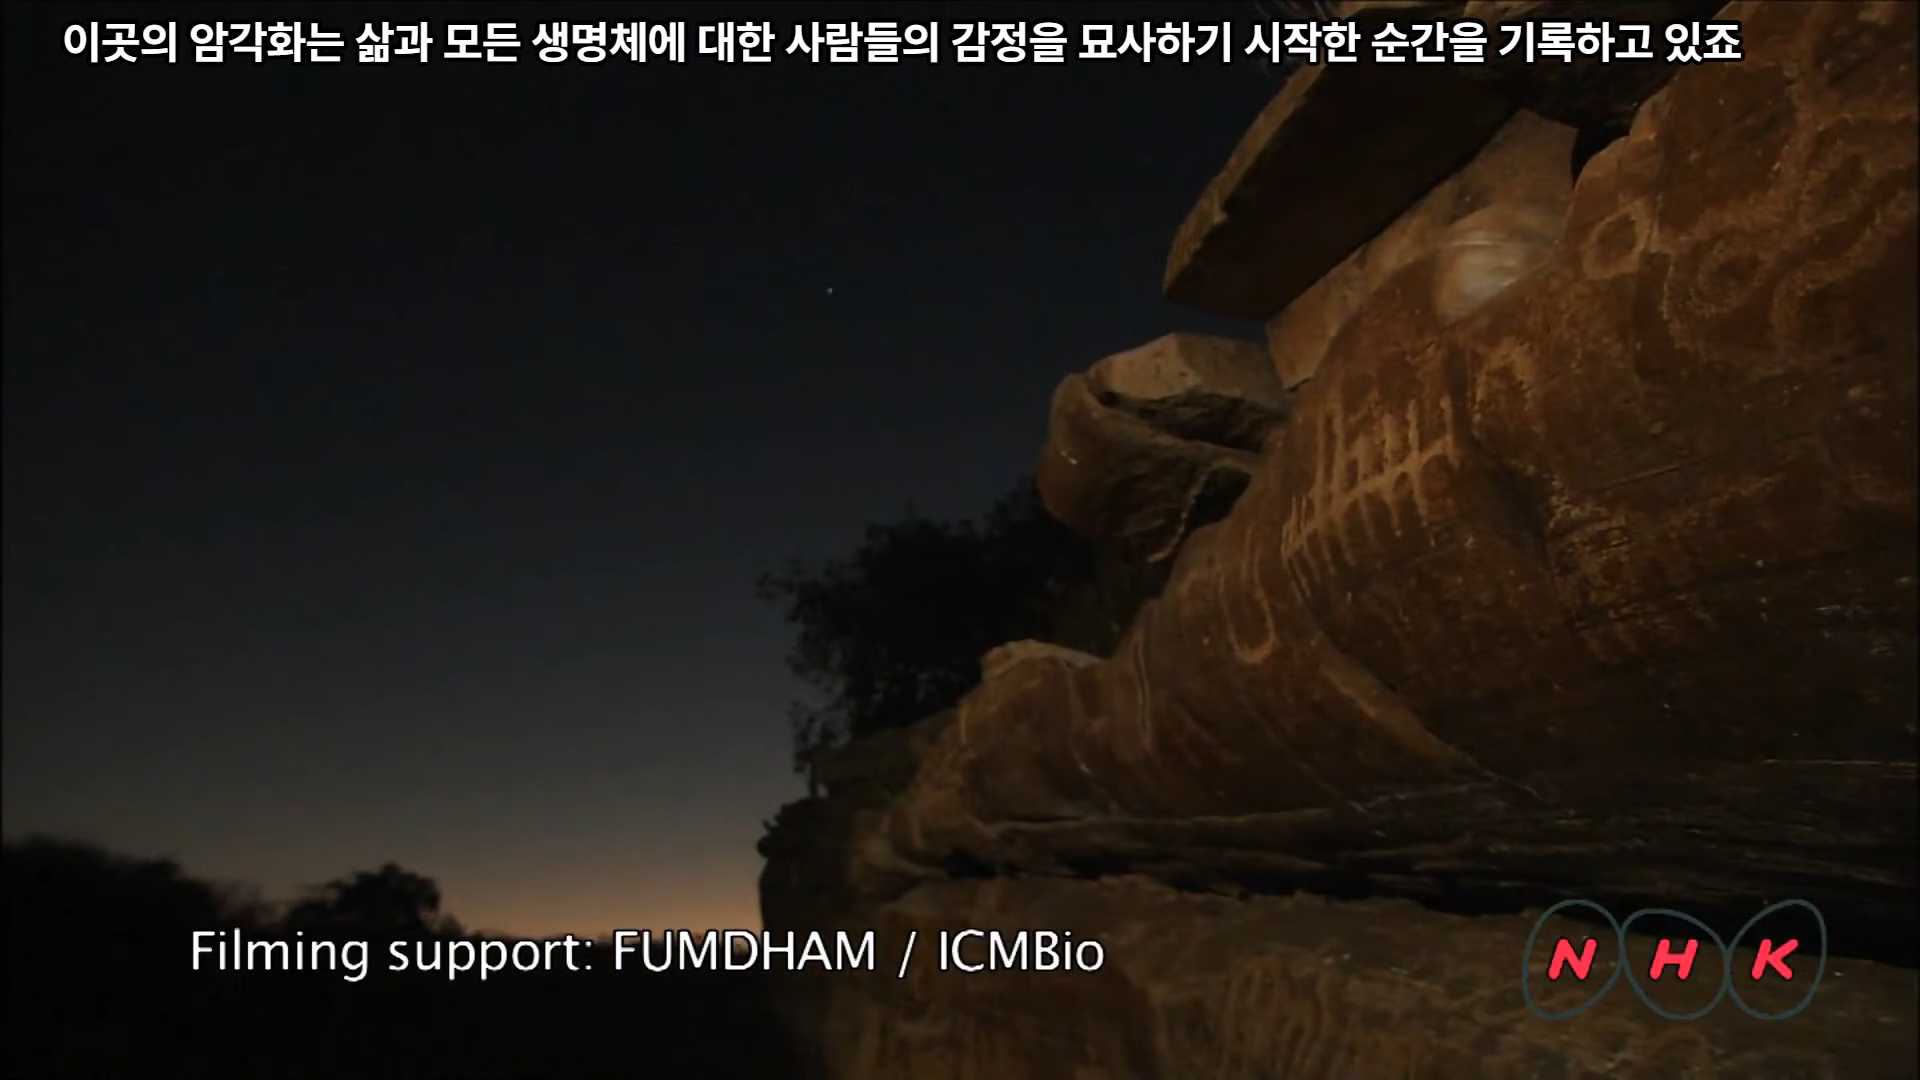 이곳의 암각화는 삶과 모든 생명체에 대한 사람들의 감정을 묘사하기 시작한 순간을 기록하고 있죠
Filming support: FUMDHAM / ICMBio
NHK